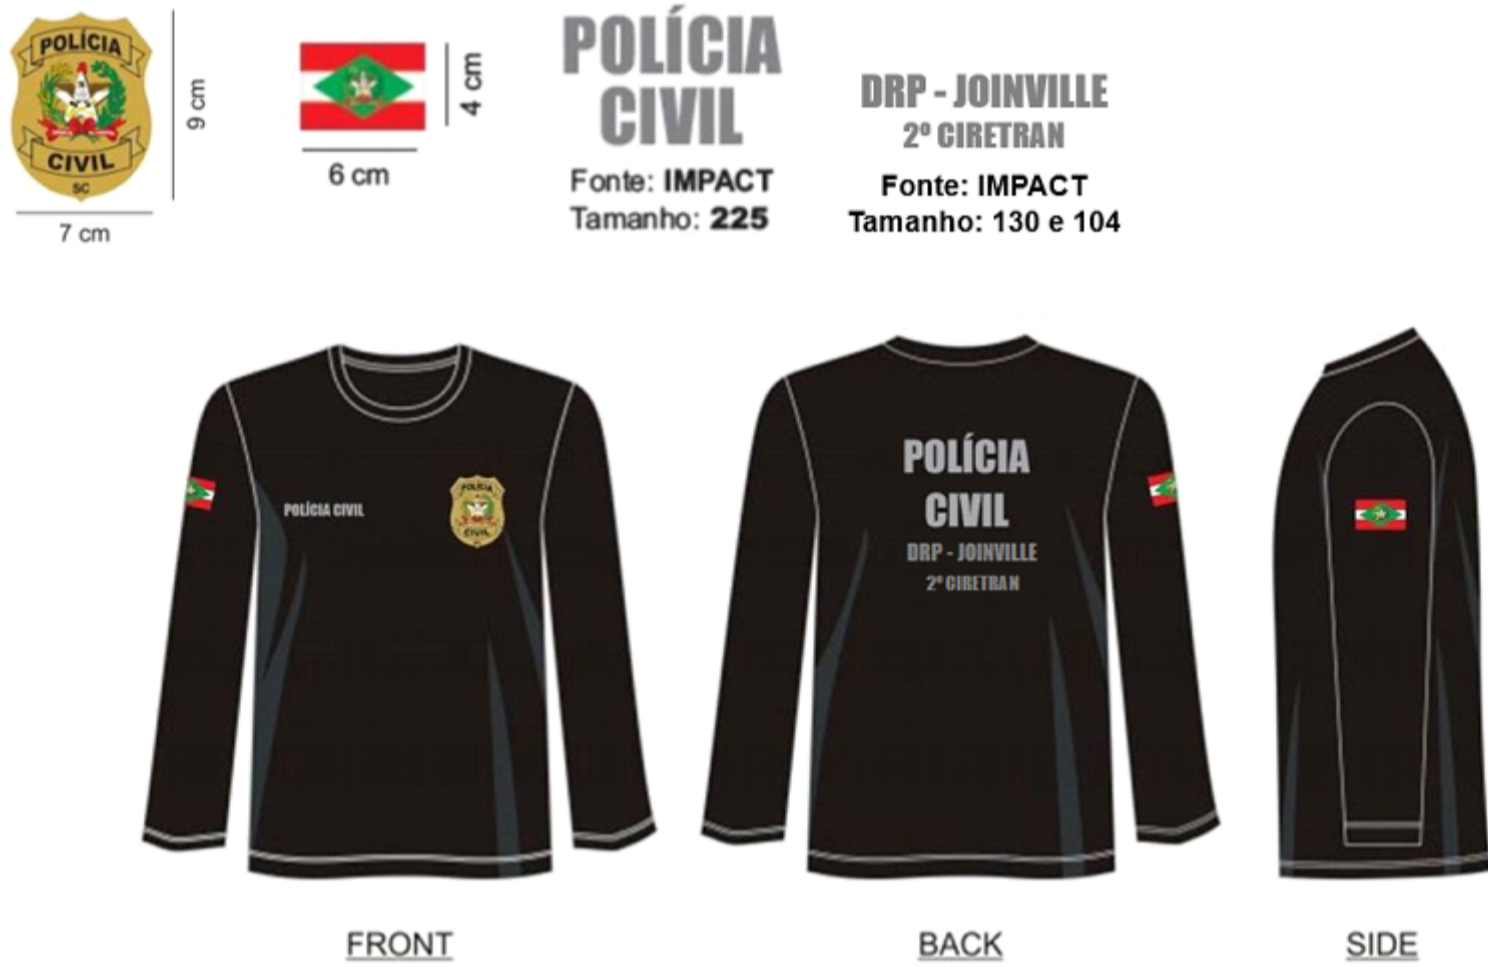 POLÍCIA
CIVIL
SC
9 cm
7 cm
4 cm
6 cm
POLÍCIA
CIVIL
Fonte: IMPACT
Tamanho: 225
DRP - JOINVILLE
2º CIRETRAN
Fonte: IMPACT
Tamanho: 130 e 104
POLÍCIA CIVIL
POLÍCIA
CIVIL
POLÍCIA
CIVIL
DRP - JOINVILLE
2º CIRETRAN
FRONT
BACK
SIDE